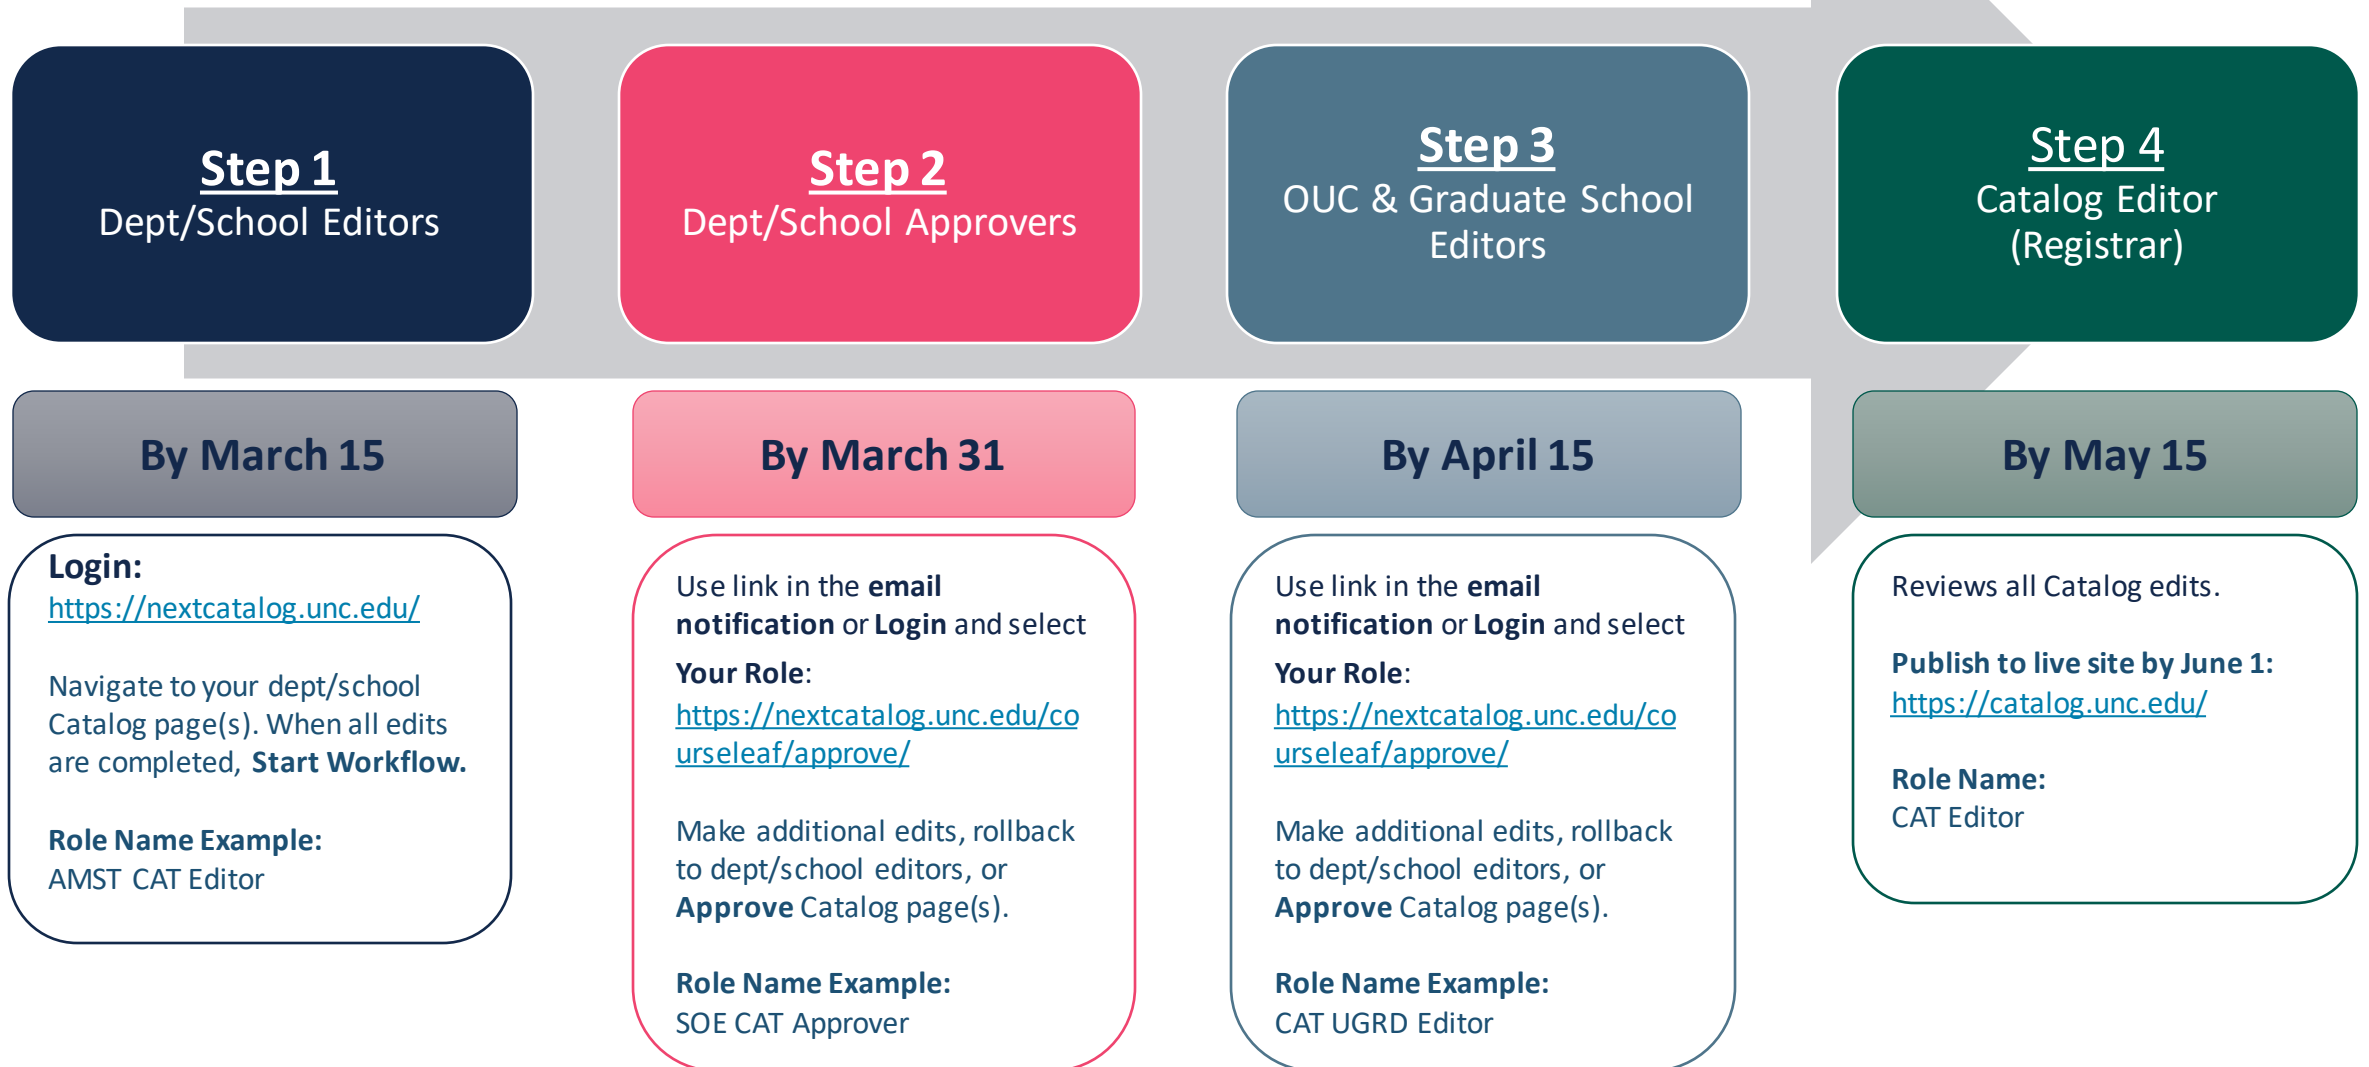 Step 1
Dept/School Editors
Step 2
Dept/School Approvers
Step 3
OUC & Graduate School
Editors
Step 4
Catalog Editor
(Registrar)
By March 15
By March 31
By April 15
By May 15
Login:
https://nextcatalog.unc.edu/
Navigate to your dept/school
Catalog page(s). When all edits
are completed, Start Workflow.
Role Name Example:
AMST CAT Editor
Use link in the email
notification or Login and select
Your Role:
https://nextcatalog.unc.edu/co
urseleaf/approve/
Make additional edits, rollback
to dept/school editors, or
Approve Catalog page(s).
Role Name Example:
SOE CAT Approver
Use link in the email
notification or Login and select
Your Role:
https://nextcatalog.unc.edu/co
urseleaf/approve/
Make additional edits, rollback
to dept/school editors, or
Approve Catalog page(s).
Role Name Example:
CAT UGRD Editor
Reviews all Catalog edits.
Publish to live site by June 1:
https://catalog.unc.edu/
Role Name:
CAT Editor